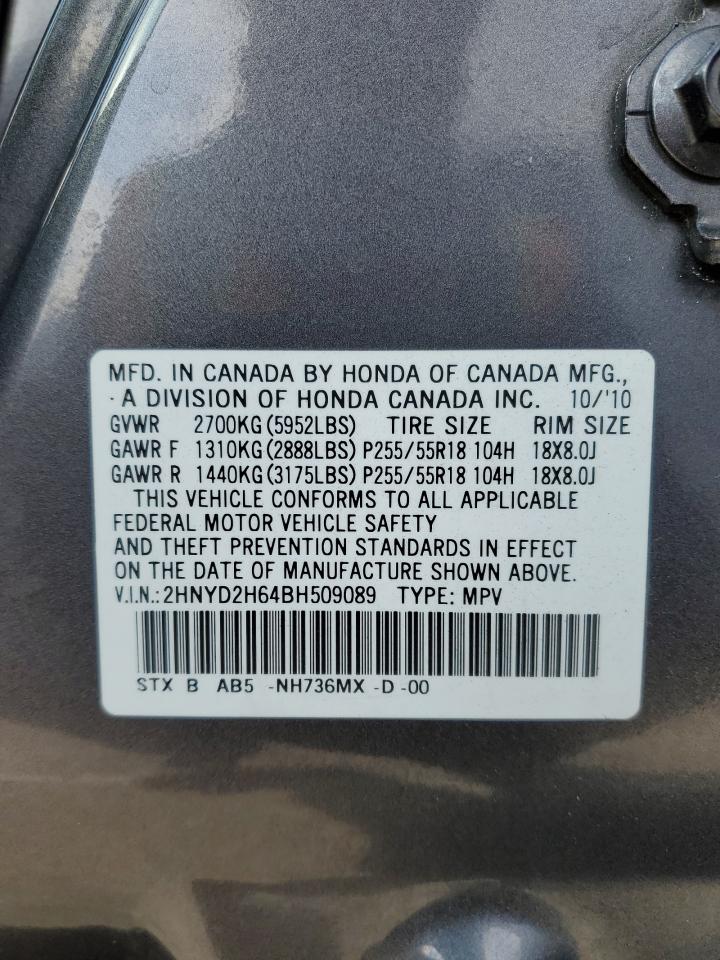 MFD. IN CANADA BY HONDA OF CANADA MFG.,
A DIVISION OF HONDA CANADA INC. 10/'10
GVWR 2700KG(5952LBS) TIRE SIZE RIM SIZE
GAWR F 1310KG(2888LBS) P255/55R18 104H 18X8.0J
GAWR R 1440KG(3175LBS) P255/55R18 104H 18X8.0J
THIS VEHICLE CONFORMS TO ALL APPLICABLE
FEDERAL MOTOR VEHICLE SAFETY
AND THEFT PREVENTION STANDARDS IN EFFECT
ON THE DATE OF MANUFACTURE SHOWN ABOVE.
V.I.N.: 2HNYD2H64BH509089 TYPE: MPV
STX B AB5 -NH736MX -D -00